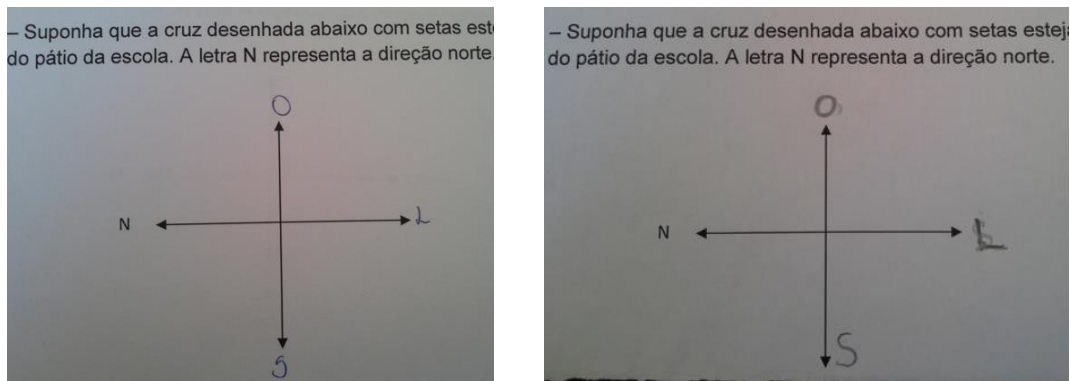 – Suponha que a cruz desenhada abaixo com setas est
do pátio da escola. A letra N representa a direção norte.
O
N
L
S
– Suponha que a cruz desenhada abaixo com setas estej
do pátio da escola. A letra N representa a direção norte.
O
N
L
S